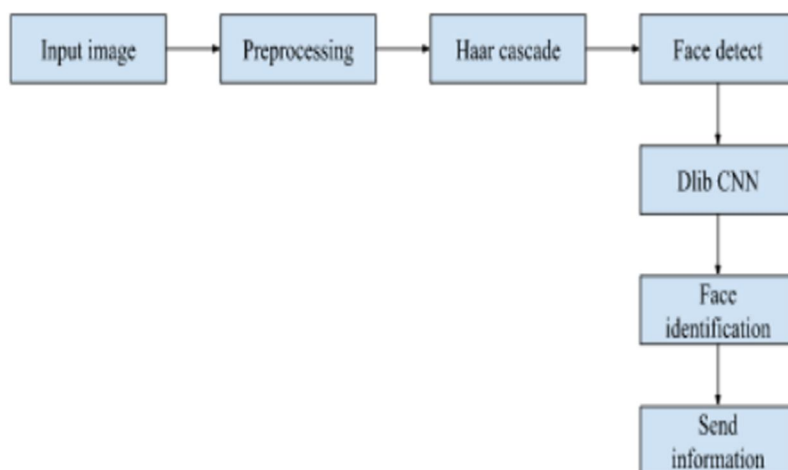 Input image
Preprocessing
Haar cascade
Face detect
Dlib CNN
Face
identification
Send
information